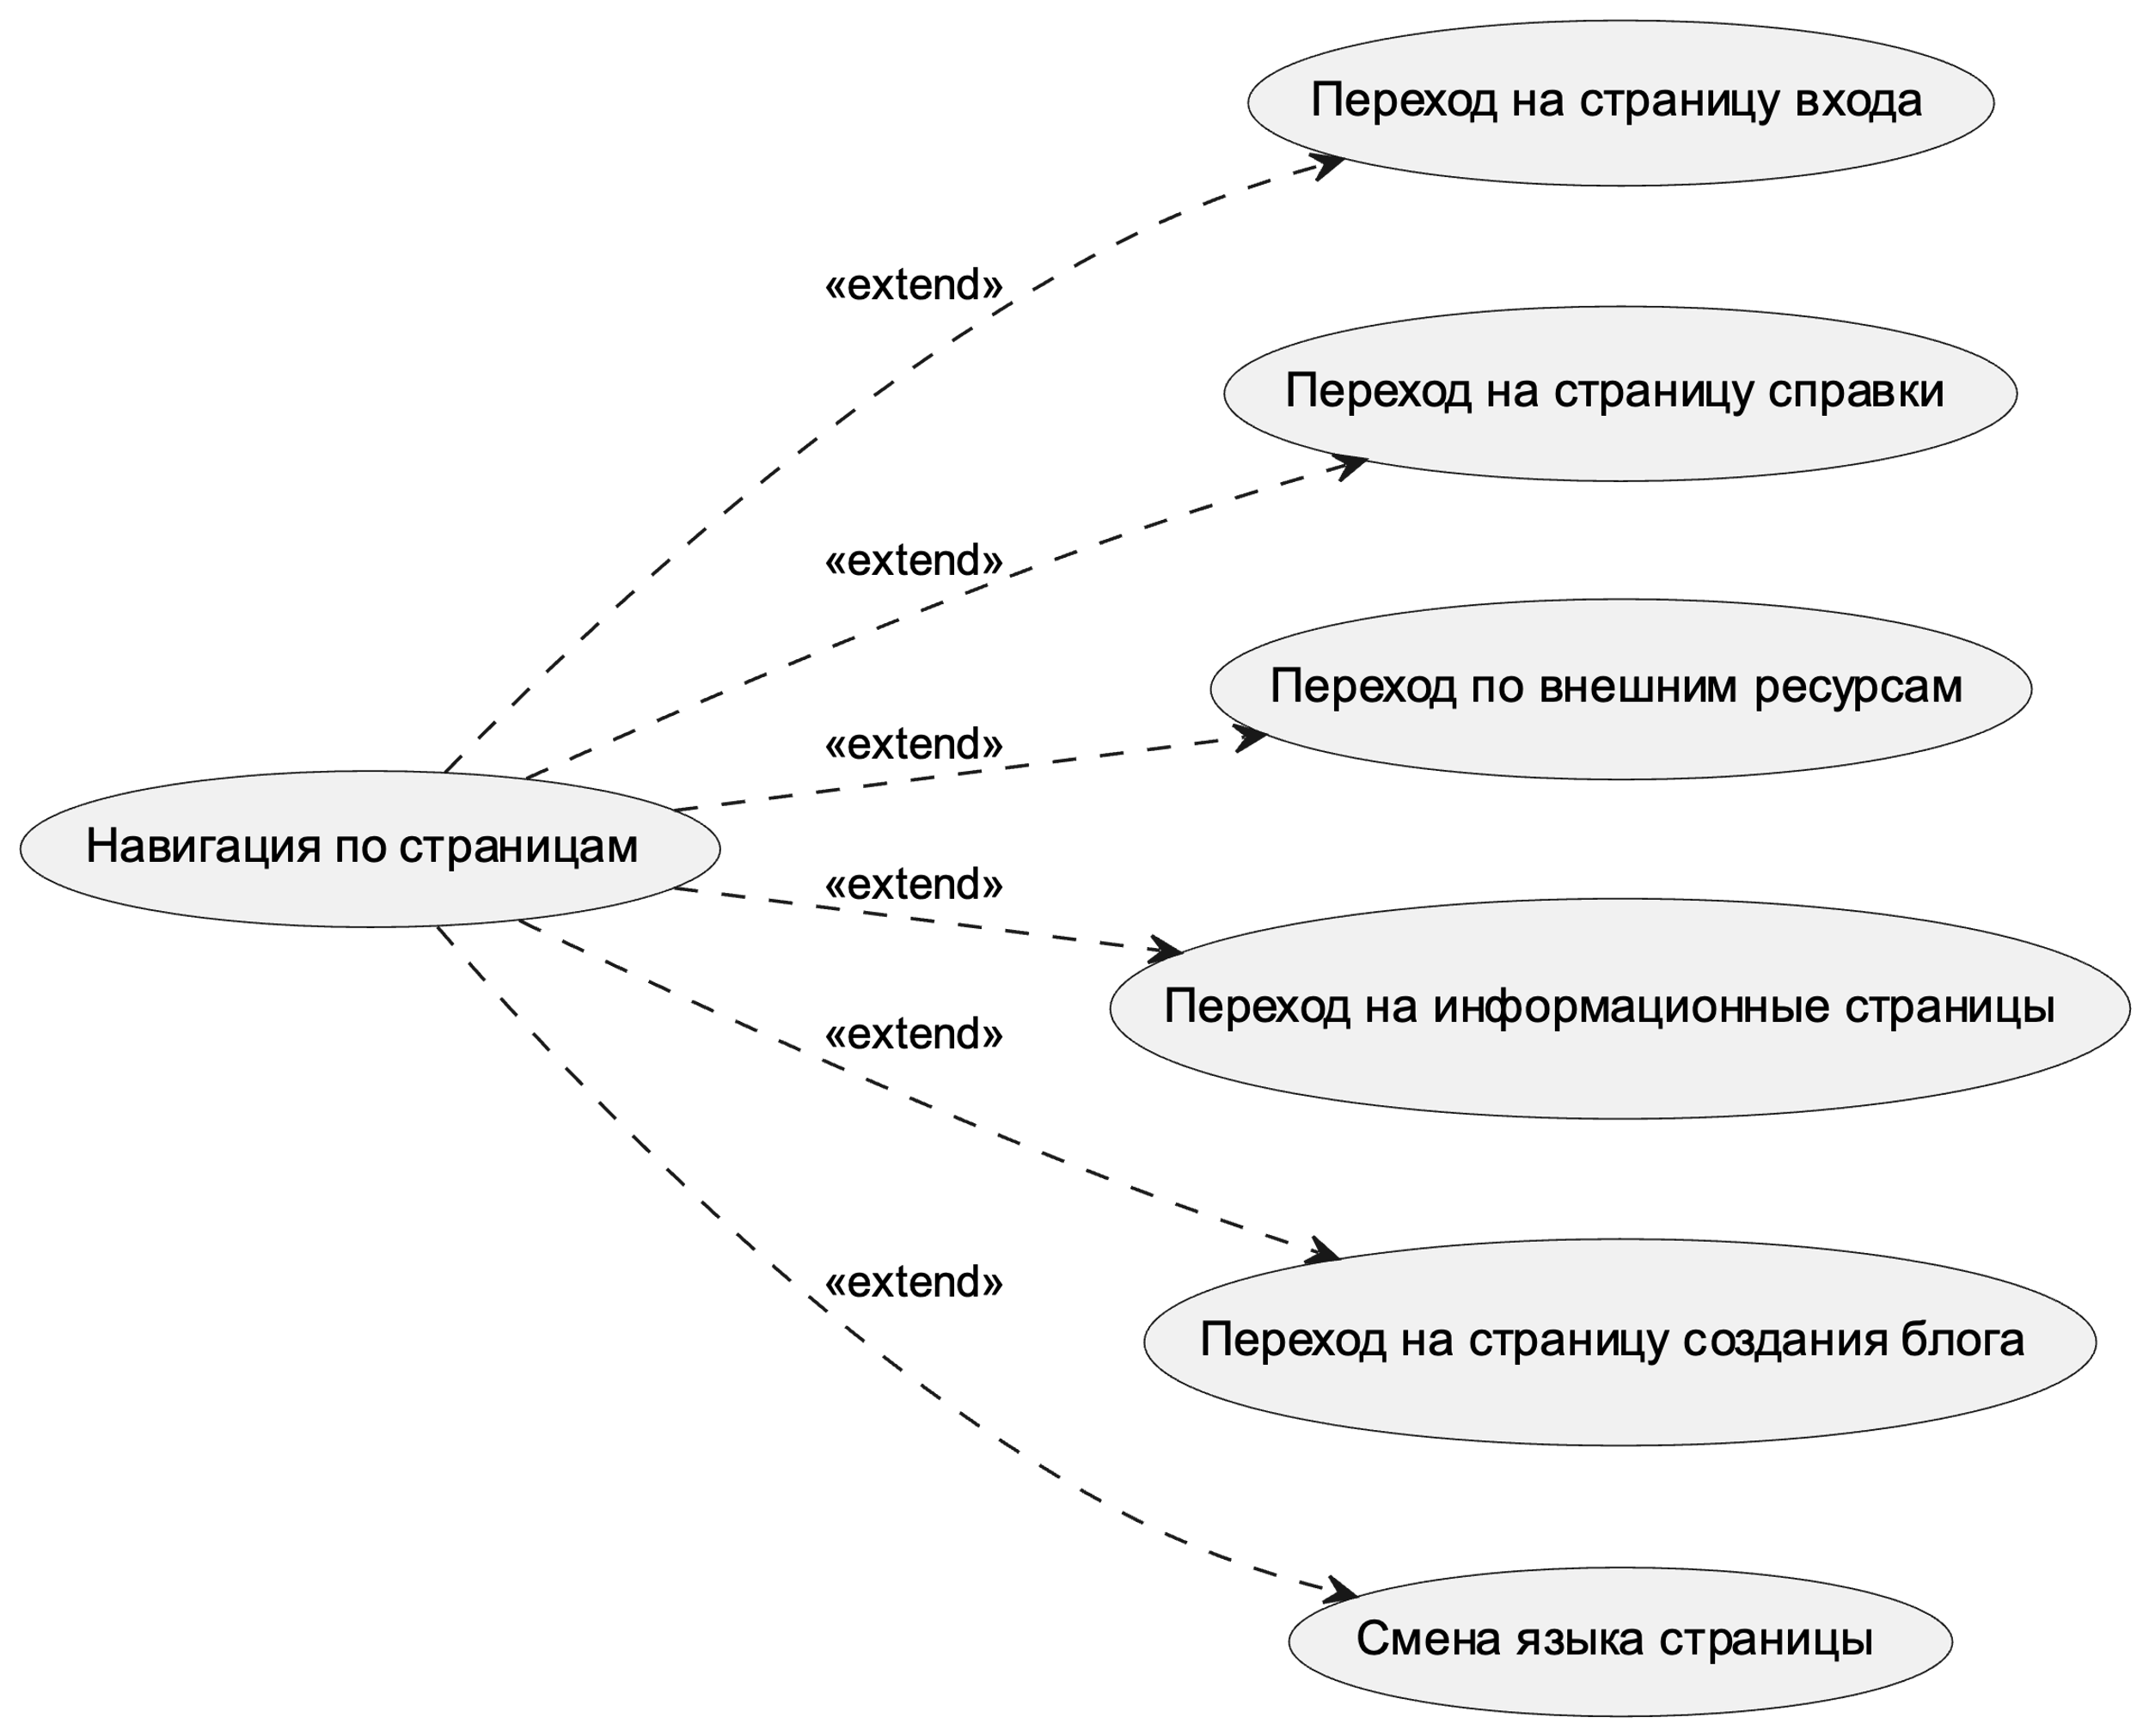 Переход на страницу входа
«extend»
Переход на страницу справки
«extend»
Переход по внешним ресурсам
«extend»
Навигация по страницам
«extend»
Переход на информационные страницы
«extend»
Переход на страницу создания блога
«extend»
Смена языка страницы